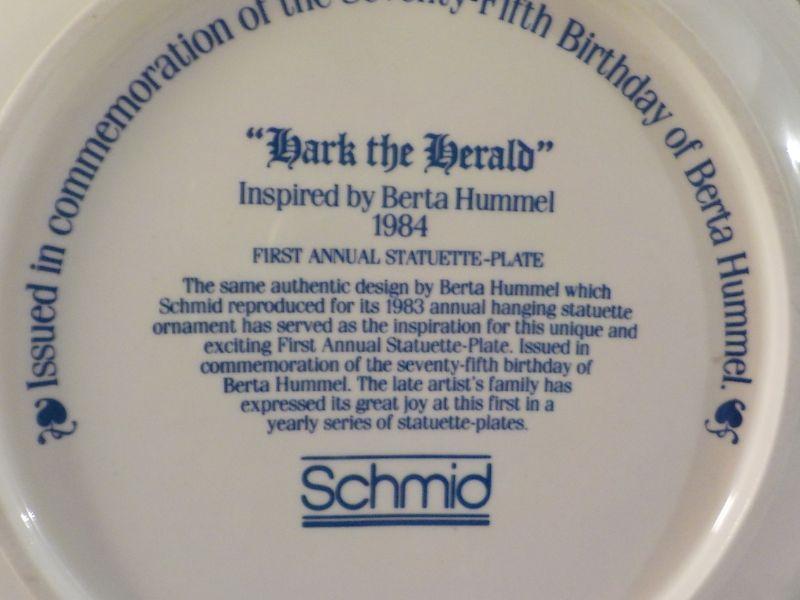 Issued in commemoration of the Seventy-Fifth Birthday of Berta Hummel.
“Hark the Herald”
Inspired by Berta Hummel
1984
FIRST ANNUAL STATUETTE-PLATE
The same authentic design by Berta Hummel which
Schmid reproduced for its 1983 annual hanging statuette
ornament has served as the inspiration for this unique and
exciting First Annual Statuette-Plate. Issued in
commemoration of the seventy-fifth birthday of
Berta Hummel. The late artist's family has
expressed its great joy at this first in a
yearly series of statuette-plates.
Schmid